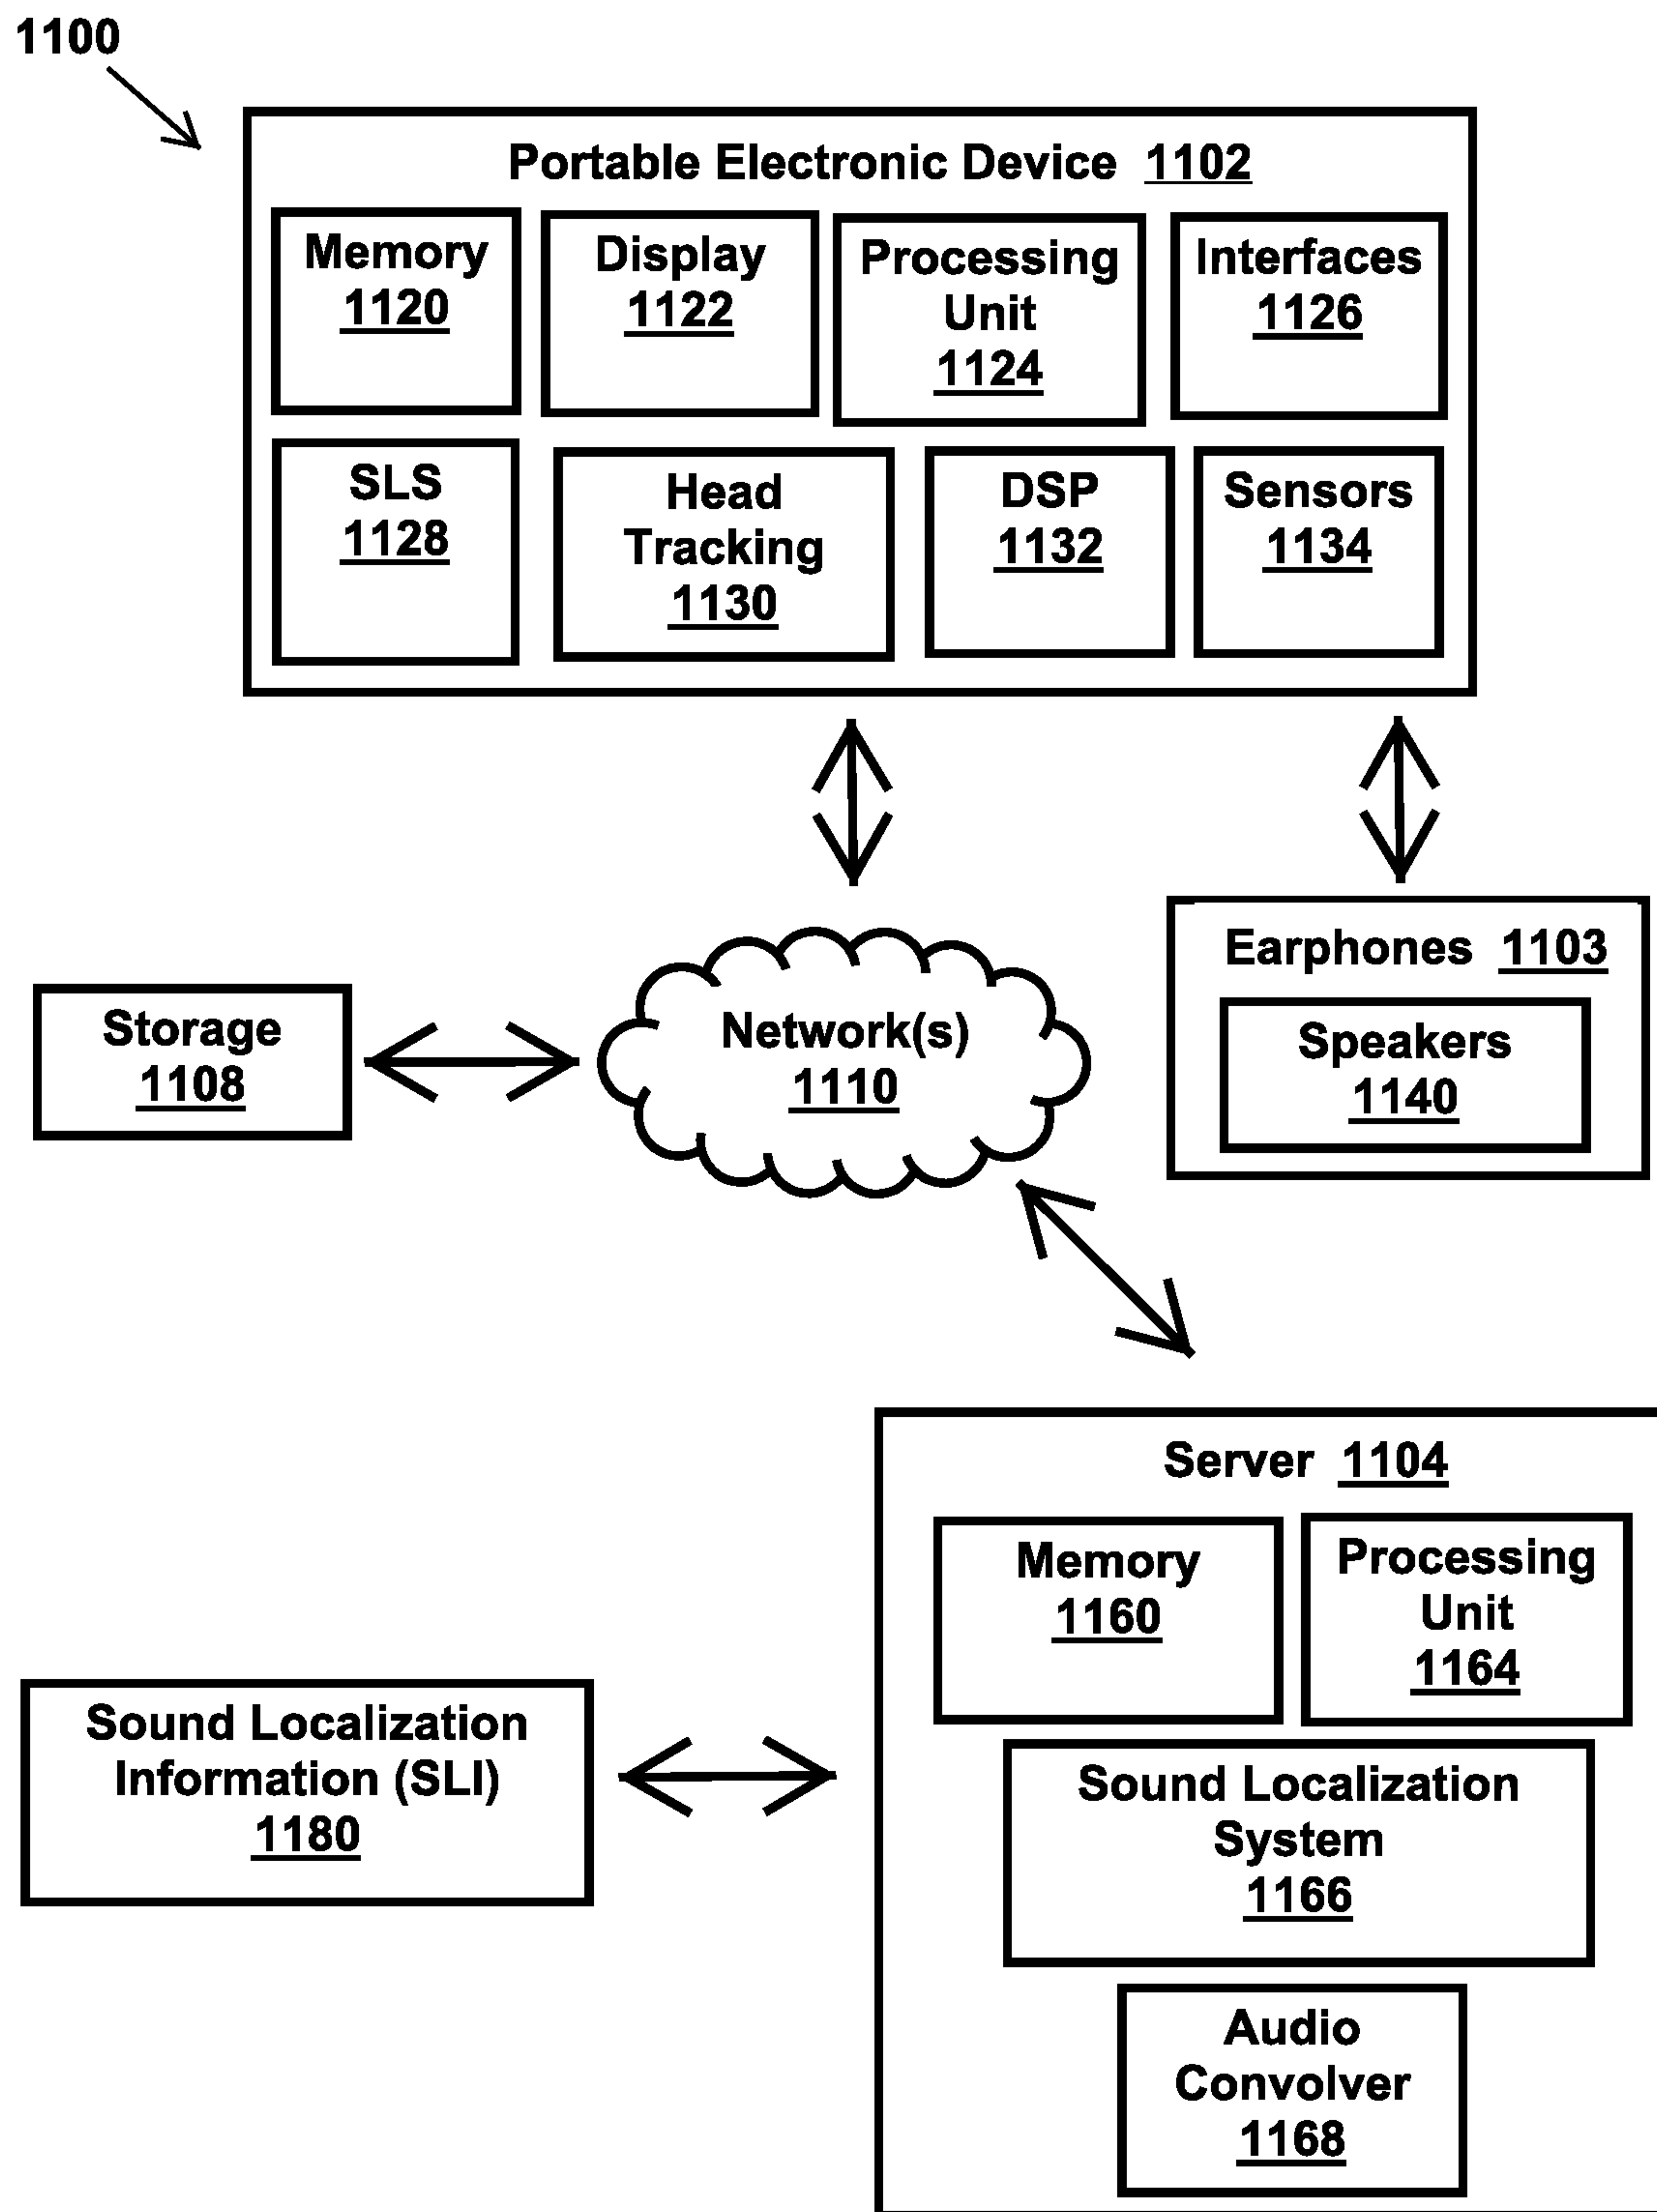 1100
Portable Electronic Device 1102
Memory
1120
Display
1122
Processing
Unit
1124
Interfaces
1126
SLS
1128
Head
Tracking
1130
DSP
1132
Sensors
1134
Earphones 1103
Speakers
1140
Storage
1108
Network(s)
1110
Server 1104
Memory
1160
Processing
Unit
1164
Sound Localization
Information (SLI)
1180
Sound Localization
System
1166
Audio
Convolver
1168